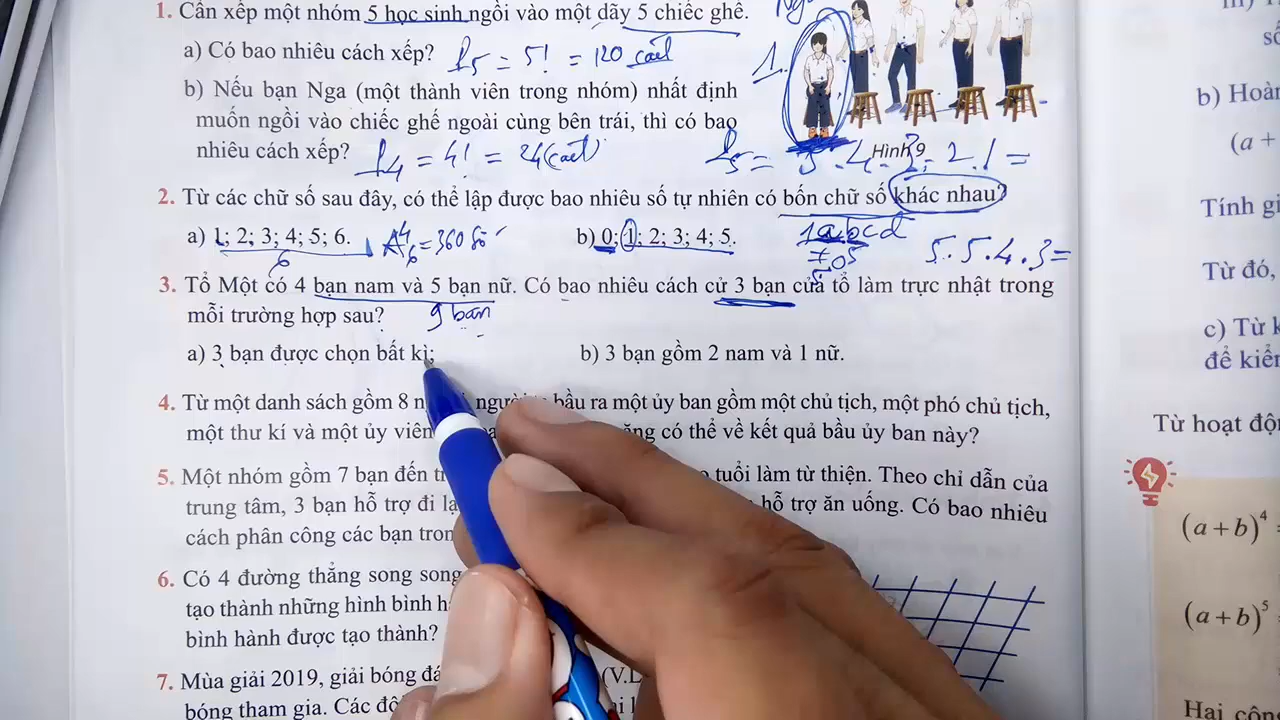 1. Cần xếp một nhóm 5 học sinh ngồi vào một dãy 5 chiếc ghế.
a) Có bao nhiêu cách xếp? = 5! = 120 cách
b) Nếu bạn Nga (một thành viên trong nhóm) nhất định
muốn ngồi vào chiếc ghế ngoài cùng bên trái, thì có bao
nhiêu cách xếp? = 4! = 24 cách
Hình 9
2. Từ các chữ số sau đây, có thể lập được bao nhiêu số tự nhiên có bốn chữ số khác nhau?
a) 1; 2; 3; 4; 5; 6. = 360 số
6
b) 0; 1; 2; 3; 4; 5. abcd
5.5.4.3=
3. Tổ Một có 4 bạn nam và 5 bạn nữ. Có bao nhiêu cách cử 3 bạn của tổ làm trực nhật trong
mỗi trường hợp sau? 9 bạn
a) 3 bạn được chọn bất kì; b) 3 bạn gồm 2 nam và 1 nữ.
4. Từ một danh sách gồm 8 bầu ra một ủy ban gồm một chủ tịch, một phó chủ tịch,
một thư kí và một ủy viên có thể về kết quả bầu ủy ban này?
5. Một nhóm gồm 7 bạn đến tuổi làm từ thiện. Theo chỉ dẫn của
trung tâm, 3 bạn hỗ trợ đi hỗ trợ ăn uống. Có bao nhiêu
cách phân công các bạn
6. Có 4 đường thẳng song song
tạo thành những hình bình
bình hành được tạo thành?
7. Mùa giải 2019, giải bóng
bóng tham gia. Các
b)
(a +
Tính
Từ đó,
c) Từ
để
Từ hoạt
(a+b)⁴
(a+b)⁵
Hai